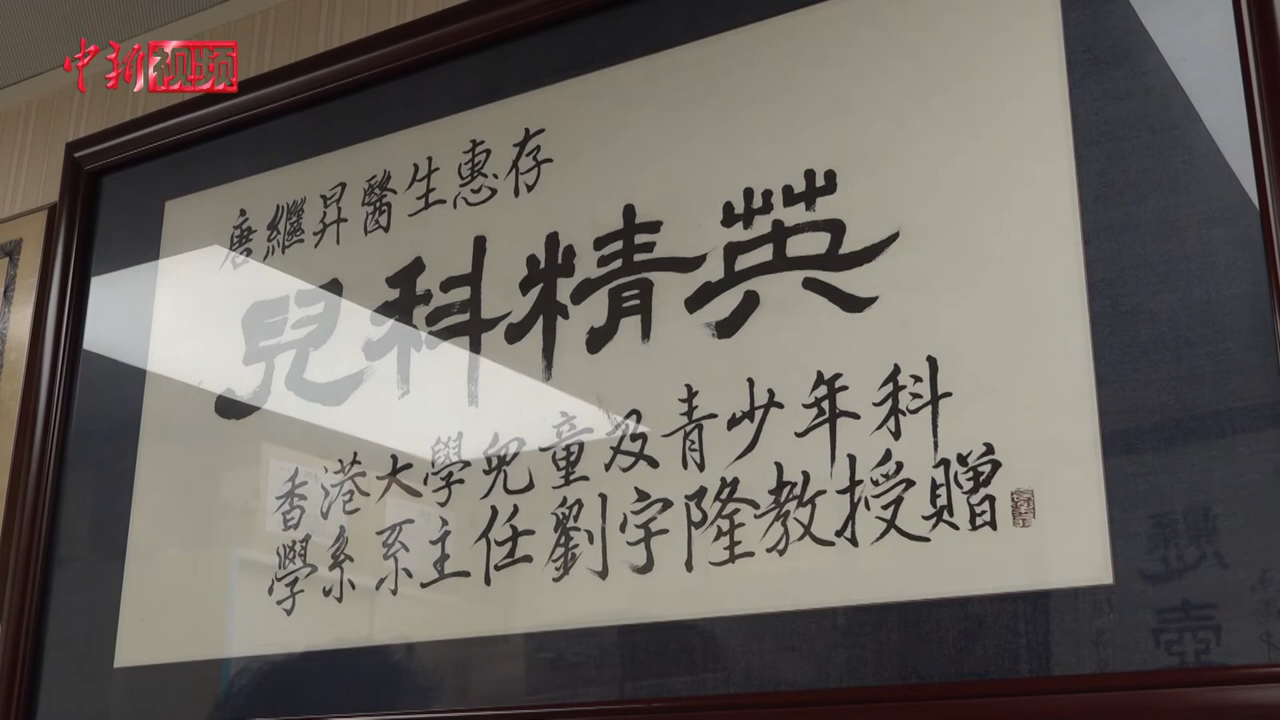 中新视频
唐繼昇醫生惠存
兒科精英
香港大學兒童及青少年科
學系系主任劉宇隆教授贈
壺